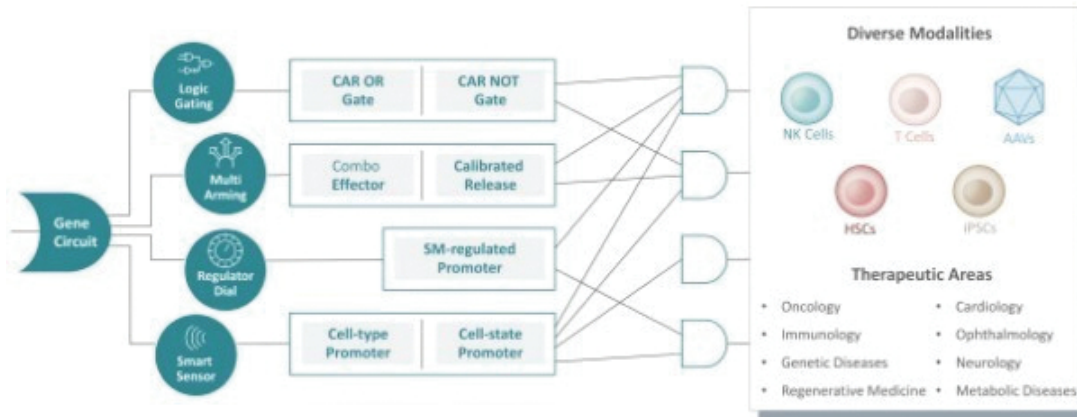 Gene
Circuit
Logic
Gating
Multi
Arming
Regulator
Dial
Smart
Sensor
CAR OR
Gate
CAR NOT
Gate
Combo
Effector
Calibrated
Release
SM-regulated
Promoter
Cell-type
Promoter
Cell-state
Promoter
Diverse Modalities
NK Cells
T Cells
AAVs
HSCs
iPSCs
Therapeutic Areas
• Oncology
• Immunology
• Genetic Diseases
• Regenerative Medicine
• Cardiology
• Ophthalmology
• Neurology
• Metabolic Diseases